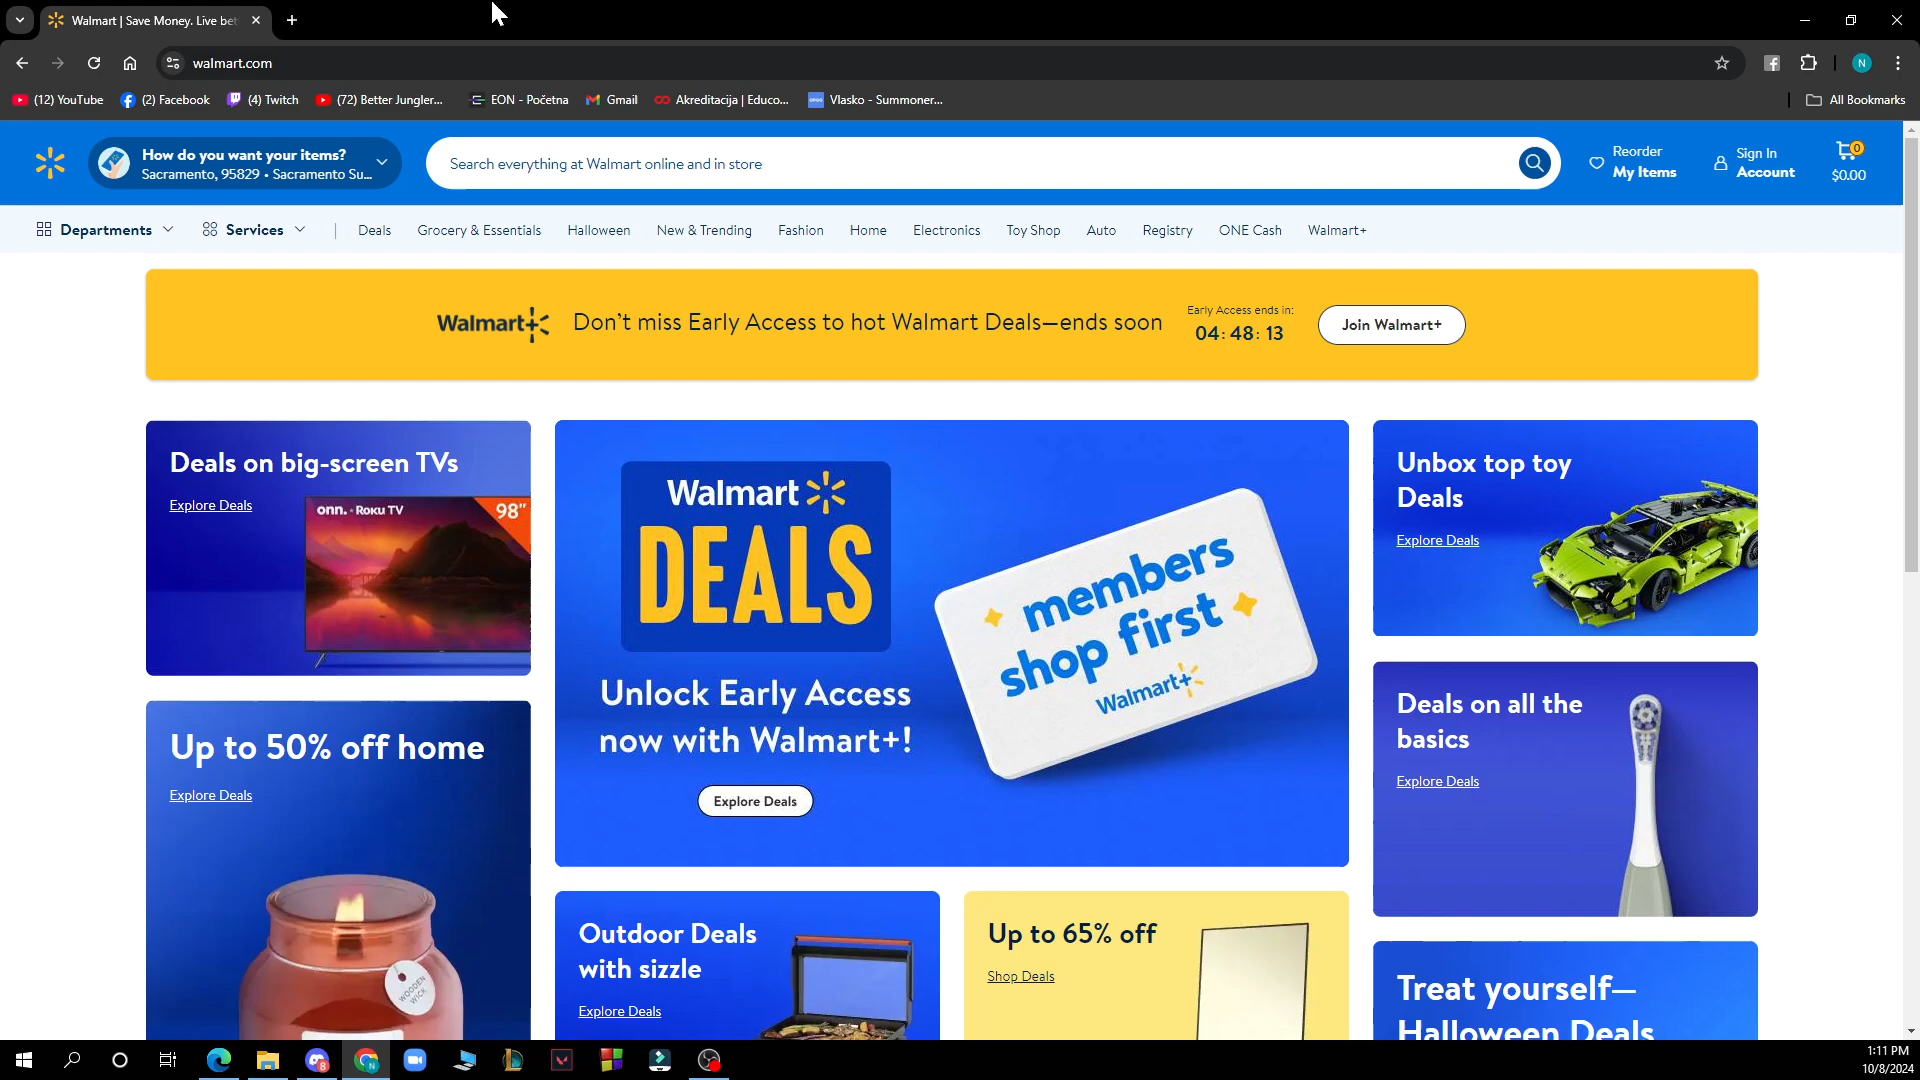 Walmart | Save Money. Live bet
walmart.com
N
(12) YouTube
(2) Facebook
(4) Twitch
(72) Better Jungler...
EON - Početna
Gmail
Akreditacija | Educo...
Vlasko - Summoner...
All Bookmarks
How do you want your items?
Sacramento, 95829 • Sacramento Su...
Search everything at Walmart online and in store
Reorder
My Items
Sign In
Account
0
$0.00
Departments
Services
Deals
Grocery & Essentials
Halloween
New & Trending
Fashion
Home
Electronics
Toy Shop
Auto
Registry
ONE Cash
Walmart+
Walmart+
Don't miss Early Access to hot Walmart Deals—ends soon
Early Access ends in:
04: 48: 13
Join Walmart+
Deals on big-screen TVs
Explore Deals
onn. • Roku TV
98"
Walmart
DEALS
Unlock Early Access
now with Walmart+!
Explore Deals
members
shop first
Walmart+
Unbox top toy
Deals
Explore Deals
Up to 50% off home
Explore Deals
WOODEN
WICK
Deals on all the
basics
Explore Deals
Outdoor Deals
with sizzle
Explore Deals
Up to 65% off
Shop Deals
Treat yourself—
Halloween Deals
8
N
1:11 PM
10/8/2024